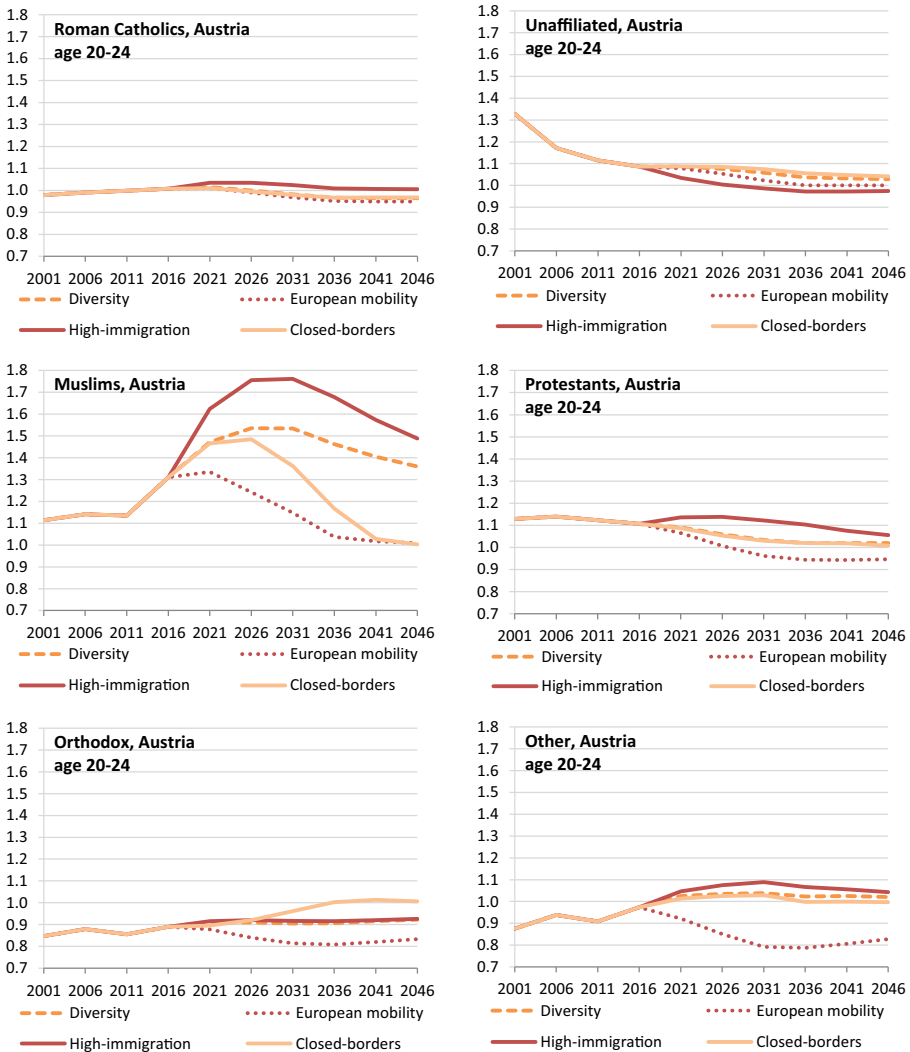 Roman Catholics, Austria
age 20-24
1.8
1.7
1.6
1.5
1.4
1.3
1.2
1.1
1.0
0.9
0.8
0.7
2001 2006 2011 2016 2021 2026 2031 2036 2041 2046
Diversity European mobility
High-immigration Closed-borders
Unaffiliated, Austria
age 20-24
1.8
1.7
1.6
1.5
1.4
1.3
1.2
1.1
1.0
0.9
0.8
0.7
2001 2006 2011 2016 2021 2026 2031 2036 2041 2046
Diversity European mobility
High-immigration Closed-borders
Muslims, Austria
1.8
1.7
1.6
1.5
1.4
1.3
1.2
1.1
1.0
0.9
0.8
0.7
2001 2006 2011 2016 2021 2026 2031 2036 2041 2046
Diversity European mobility
High-immigration Closed-borders
Protestants, Austria
age 20-24
1.8
1.7
1.6
1.5
1.4
1.3
1.2
1.1
1.0
0.9
0.8
0.7
2001 2006 2011 2016 2021 2026 2031 2036 2041 2046
Diversity European mobility
High-immigration Closed-borders
Orthodox, Austria
age 20-24
1.8
1.7
1.6
1.5
1.4
1.3
1.2
1.1
1.0
0.9
0.8
0.7
2001 2006 2011 2016 2021 2026 2031 2036 2041 2046
Diversity European mobility
High-immigration Closed-borders
Other, Austria
age 20-24
1.8
1.7
1.6
1.5
1.4
1.3
1.2
1.1
1.0
0.9
0.8
0.7
2001 2006 2011 2016 2021 2026 2031 2036 2041 2046
Diversity European mobility
High-immigration Closed-borders